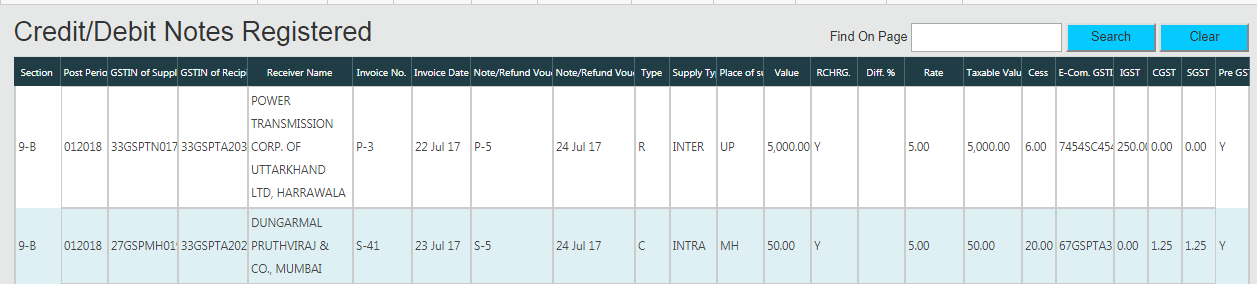 Credit/Debit Notes Registered
Find On Page Search Clear
Section Post Perio GSTIN of Suppl GSTIN of Recipi Receiver Name Invoice No. Invoice Date Note/Refund Vou Note/Refund Vou Type Supply Ty Place of su Value RCHRG. Diff. % Rate Taxable Valu Cess E-Com. GSTI IGST CGST SGST Pre GS
9-B 012018 33GSPTN017 33GSPTA203 POWER TRANSMISSION CORP. OF UTTARKHAND LTD, HARRAWALA P-3 22 Jul 17 P-5 24 Jul 17 R INTER UP 5,000.00 Y 5.00 5,000.00 6.00 7454SC454 250.00 0.00 0.00 Y
9-B 012018 27GSPMH019 33GSPTA202 DUNGARMAL PRUTHVIRAJ & CO., MUMBAI S-41 23 Jul 17 S-5 24 Jul 17 C INTRA MH 50.00 Y 5.00 50.00 20.00 67GSPTA3 0.00 1.25 1.25 Y